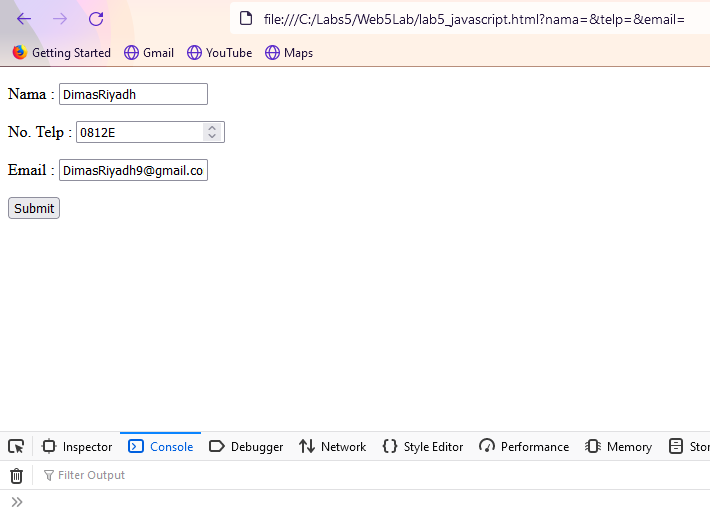 file:///C:/Labs5/Web5Lab/lab5_javascript.html?nama=&telp=&email=
Getting Started Gmail YouTube Maps
Nama : DimasRiyadh
No. Telp : 0812E
Email : DimasRiyadh9@gmail.co
Submit
Inspector Console Debugger Network Style Editor Performance Memory Stor
Filter Output